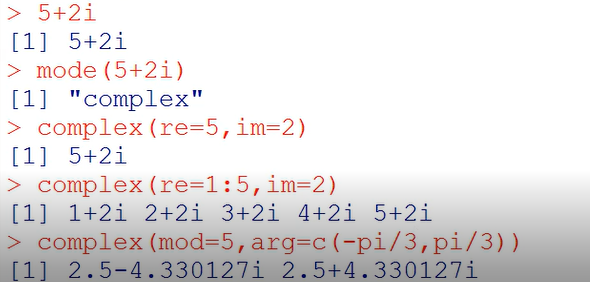 > 5+2i
[1] 5+2i
> mode(5+2i)
[1] "complex"
> complex(re=5,im=2)
[1] 5+2i
> complex(re=1:5,im=2)
[1] 1+2i 2+2i 3+2i 4+2i 5+2i
> complex(mod=5,arg=c(-pi/3,pi/3))
[1] 2.5-4.330127i 2.5+4.330127i